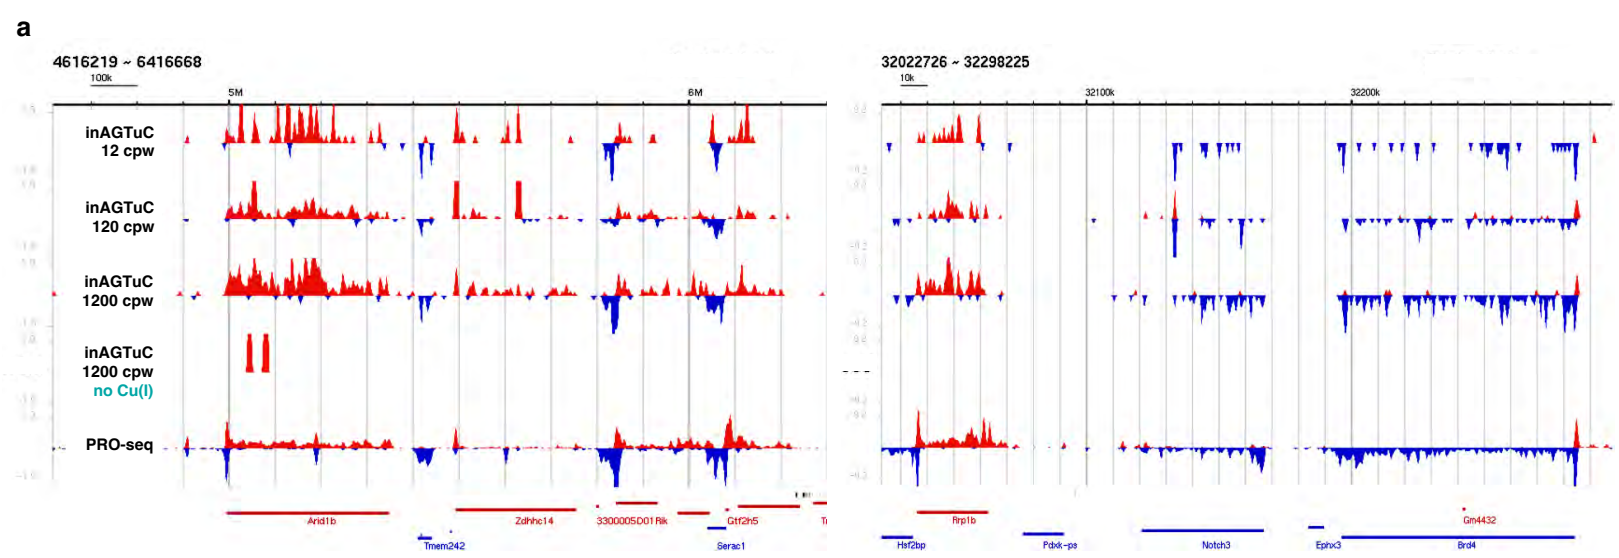 a
4616219 ~ 6416668
100k
5M
6M
inAGTuC
12 cpw
inAGTuC
120 cpw
inAGTuC
1200 cpw
inAGTuC
1200 cpw
no Cu(I)
PRO-seq
Arid1b
Zdhhc14
3300005D01Rik
Gtf2h5
Tmem242
Serac1
32022726 ~ 32298225
10k
32100k
32200k
Rrp1b
Gm4432
Hsf2bp
Pdxk-ps
Notch3
Ephx3
Brd4